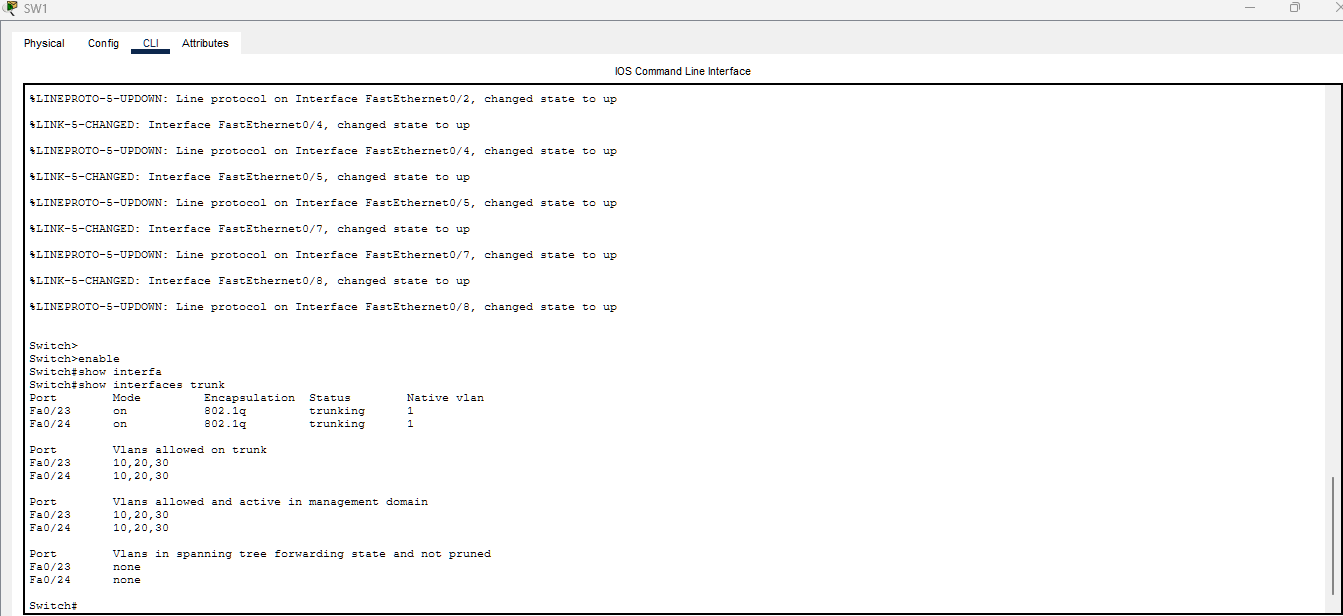 SW1
Physical Config CLI Attributes
IOS Command Line Interface
%LINEPROTO-5-UPDOWN: Line protocol on Interface FastEthernet0/2, changed state to up
%LINK-5-CHANGED: Interface FastEthernet0/4, changed state to up
%LINEPROTO-5-UPDOWN: Line protocol on Interface FastEthernet0/4, changed state to up
%LINK-5-CHANGED: Interface FastEthernet0/5, changed state to up
%LINEPROTO-5-UPDOWN: Line protocol on Interface FastEthernet0/5, changed state to up
%LINK-5-CHANGED: Interface FastEthernet0/7, changed state to up
%LINEPROTO-5-UPDOWN: Line protocol on Interface FastEthernet0/7, changed state to up
%LINK-5-CHANGED: Interface FastEthernet0/8, changed state to up
%LINEPROTO-5-UPDOWN: Line protocol on Interface FastEthernet0/8, changed state to up
Switch>
Switch>enable
Switch#show interfa
Switch#show interfaces trunk
Port        Mode         Encapsulation  Status        Native vlan
Fa0/23      on           802.1q         trunking      1
Fa0/24      on           802.1q         trunking      1
Port        Vlans allowed on trunk
Fa0/23      10,20,30
Fa0/24      10,20,30
Port        Vlans allowed and active in management domain
Fa0/23      10,20,30
Fa0/24      10,20,30
Port        Vlans in spanning tree forwarding state and not pruned
Fa0/23      none
Fa0/24      none
Switch#